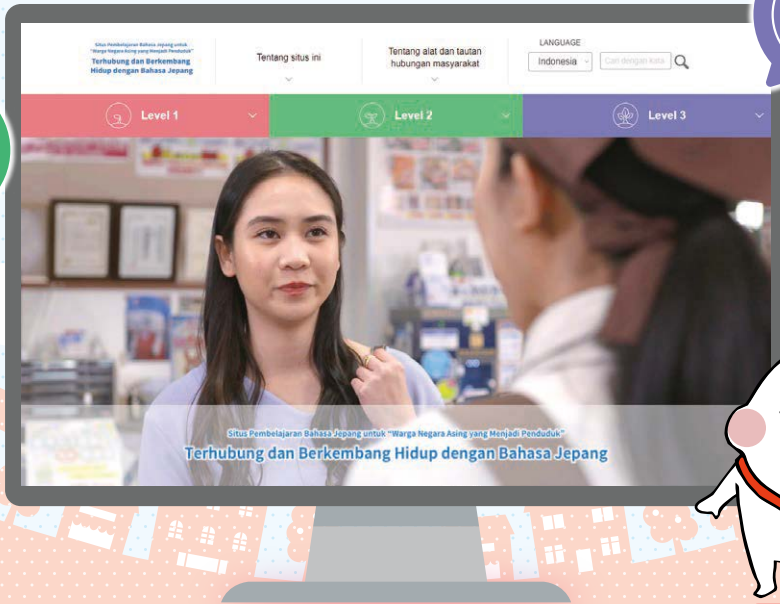 Situs Pembelajaran Bahasa Jepang untuk
"Warga Negara Asing yang Menjadi Penduduk"
Terhubung dan Berkembang
Hidup dengan Bahasa Jepang
Tentang situs ini
Tentang alat dan tautan
hubungan masyarakat
LANGUAGE
Indonesia
Cari dengan kata
Level 1
Level 2
Level 3
Situs Pembelajaran Bahasa Jepang untuk "Warga Negara Asing yang Menjadi Penduduk"
Terhubung dan Berkembang Hidup dengan Bahasa Jepang